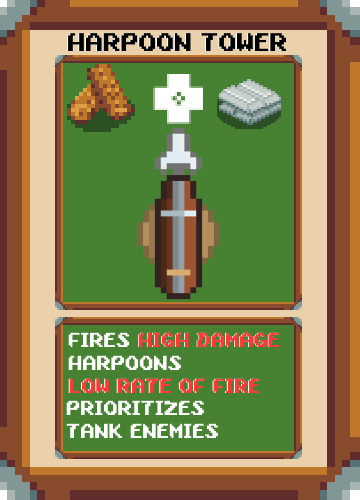 HARPOON TOWER
FIRES HIGH DAMAGE
HARPOONS
LOW RATE OF FIRE
PRIORITIZES
TANK ENEMIES